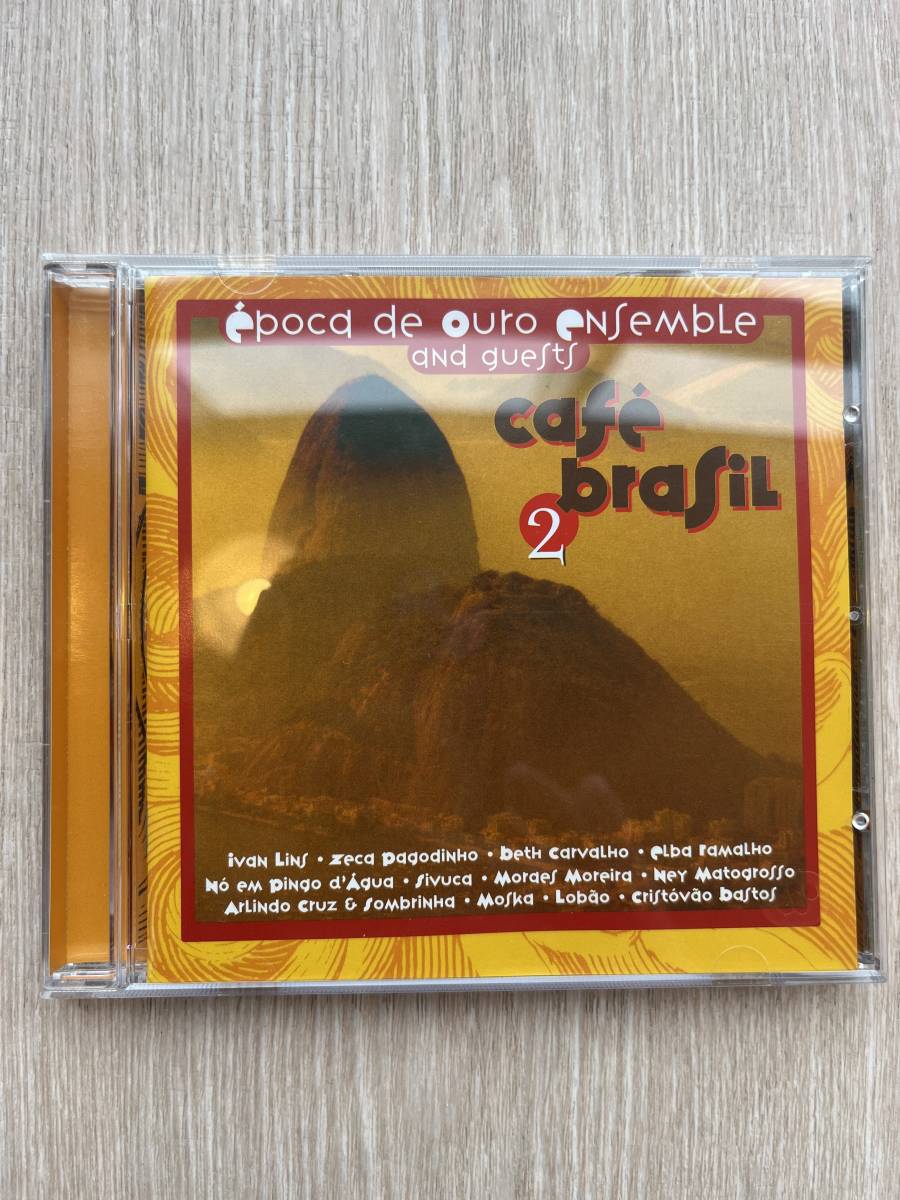 Época de Ouro Ensemble
and guests
café
brasil
2
Ivan Lins • Zeca Pagodinho • Beth Carvalho • Elba Ramalho
Nó em Pingo d'Água • Sivuca • Moraes Moreira • Ney Matogrosso
Arlindo Cruz & Sombrinha • Moska • Lobão • Cristóvão Bastos